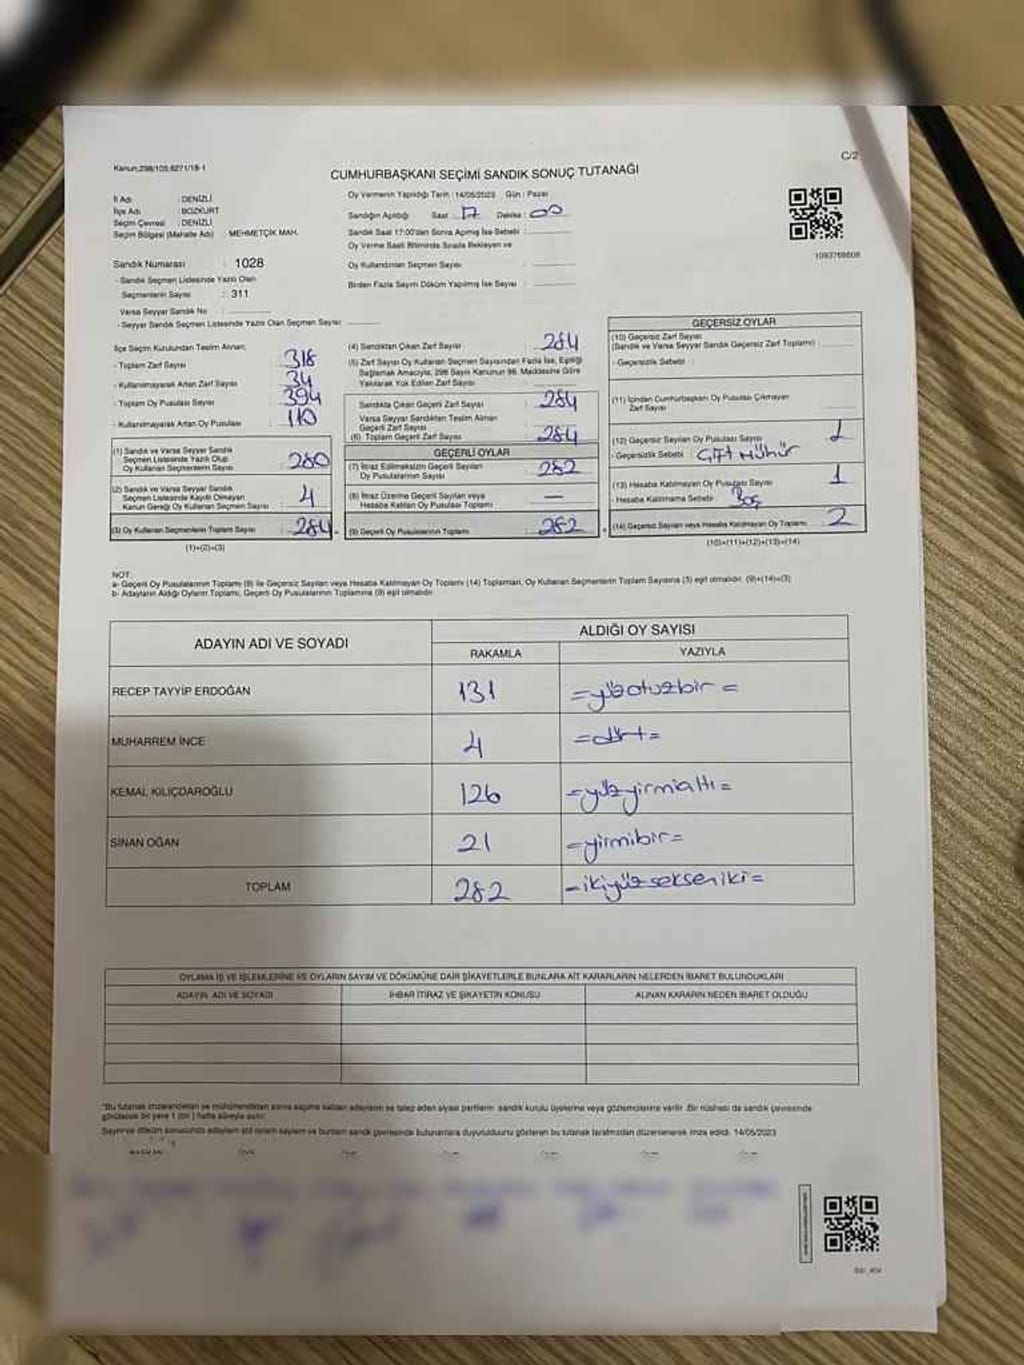 Kanun;298/105;6271/18-1
C/2
CUMHURBAŞKANI SEÇİMİ SANDIK SONUÇ TUTANAĞI
İl Adı : DENİZLİ
İlçe Adı : BOZKURT
Seçim Çevresi : DENİZLİ
Seçim Bölgesi (Mahalle Adı) : MEHMETÇİK MAH.
Oy Vermenin Yapıldığı Tarih : 14/05/2023 Gün : Pazar
Sandığın Açıldığı Saat : 17 Dakika : 00
Sandık Saat 17:00'den Sonra Açılmış İse Sebebi :
Oy Verme Saati Bitiminde Sırada Bekleyen ve
Oy Kullandırılan Seçmen Sayısı :
Birden Fazla Sayım Döküm Yapılmış İse Sayısı :
1093768608
Sandık Numarası : 1028
- Sandık Seçmen Listesinde Yazılı Olan
Seçmenlerin Sayısı : 311
Varsa Seyyar Sandık No :
- Seyyar Sandık Seçmen Listesinde Yazılı Olan Seçmen Sayısı :
İlçe Seçim Kurulundan Teslim Alınan;
- Toplam Zarf Sayısı : 318
- Kullanılmayarak Artan Zarf Sayısı : 34
- Toplam Oy Pusulası Sayısı : 394
- Kullanılmayarak Artan Oy Pusulası : 110
(1) Sandık ve Varsa Seyyar Sandık
Seçmen Listesinde Yazılı Olup
Oy Kullanan Seçmenlerin Sayısı : 280
(2) Sandık ve Varsa Seyyar Sandık
Seçmen Listesinde Kayıtlı Olmayan
Kanun Gereği Oy Kullanan Seçmen Sayısı : 4
(3) Oy Kullanan Seçmenlerin Toplam Sayısı : 284
(1)+(2)=(3)
(4) Sandıktan Çıkan Zarf Sayısı : 284
(5) Zarf Sayısı Oy Kullanan Seçmen Sayısından Fazla İse, Eşitliği
Sağlamak Amacıyla; 298 Sayılı Kanunun 98. Maddesine Göre
Yakılarak Yok Edilen Zarf Sayısı :
Sandıkta Çıkan Geçerli Zarf Sayısı : 284
Varsa Seyyar Sandıktan Teslim Alınan
Geçerli Zarf Sayısı :
(6) Toplam Geçerli Zarf Sayısı : 284
GEÇERLİ OYLAR
(7) İtiraz Edilmeksizin Geçerli Sayılan
Oy Pusulalarının Sayısı : 282
(8) İtiraz Üzerine Geçerli Sayılan veya
Hesaba Katılan Oy Pusulası Toplamı : —
(9) Geçerli Oy Pusulalarının Toplamı : 282
GEÇERSİZ OYLAR
(10) Geçersiz Zarf Sayısı
(Sandık ve Varsa Seyyar Sandık Geçersiz Zarf Toplamı) :
- Geçersizlik Sebebi :
(11) İçinden Cumhurbaşkanı Oy Pusulası Çıkmayan
Zarf Sayısı :
(12) Geçersiz Sayılan Oy Pusulası Sayısı : 1
- Geçersizlik Sebebi : Çift Mühür
(13) Hesaba Katılmayan Oy Pusulası Sayısı : 1
- Hesaba Katılmama Sebebi : Boş
(14) Geçersiz Sayılan veya Hesaba Katılmayan Oy Toplamı : 2
(10)+(11)+(12)+(13)=(14)
NOT:
a- Geçerli Oy Pusulalarının Toplamı (9) ile Geçersiz Sayılan veya Hesaba Katılmayan Oy Toplamı (14) Toplamları, Oy Kullanan Seçmenlerin Toplam Sayısına (3) eşit olmalıdır. (9)+(14)=(3)
b- Adayların Aldığı Oyların Toplamı, Geçerli Oy Pusulalarının Toplamına (9) eşit olmalıdır.
ADAYIN ADI VE SOYADI ALDIĞI OY SAYISI
RAKAMLA YAZIYLA
RECEP TAYYİP ERDOĞAN 131 =yüzotuzbir=
MUHARREM İNCE 4 =dört=
KEMAL KILIÇDAROĞLU 126 =yüzyirmialtı=
SİNAN OĞAN 21 =yirmibir=
TOPLAM 282 =ikiyüzsekseniki=
OYLAMA İŞ VE İŞLEMLERİNE VE OYLARIN SAYIM VE DÖKÜMÜNE DAİR ŞİKAYETLERLE BUNLARA AİT KARARLARIN NELERDEN İBARET BULUNDUKLARI
ADAYIN ADI VE SOYADI İHBAR İTİRAZ VE ŞİKAYETİN KONUSU ALINAN KARARIN NEDEN İBARET OLDUĞU
"Bu tutanak imzalandıktan ve mühürlendikten sonra seçime katılan adayların ve talep eden siyasi partilerin sandık kurulu üyelerine veya gözlemcilerine verilir. Bir nüshası da sandık çevresinde
görülecek bir yere 1 (bir) hafta süreyle asılır.
Sayım ve döküm sonucunda adayların aldığı oyların sayıları ve bunların sandık çevresinde bulunanlara duyurulduğunu gösteren bu tutanak tarafımızdan düzenlenerek imza edildi. 14/05/2023